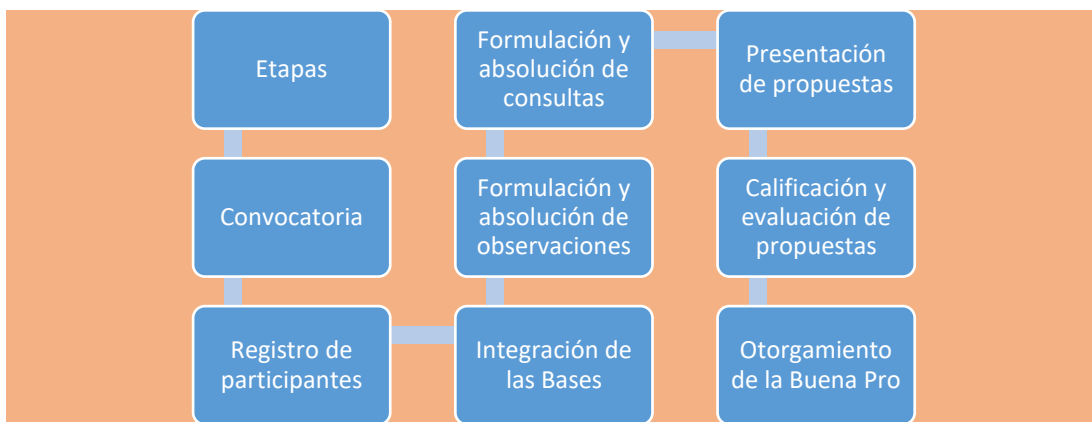 Etapas
Convocatoria
Registro de
participantes
Integración de
las Bases
Formulación y
absolución de
observaciones
Formulación y
absolución de
consultas
Presentación
de propuestas
Calificación y
evaluación de
propuestas
Otorgamiento
de la Buena Pro